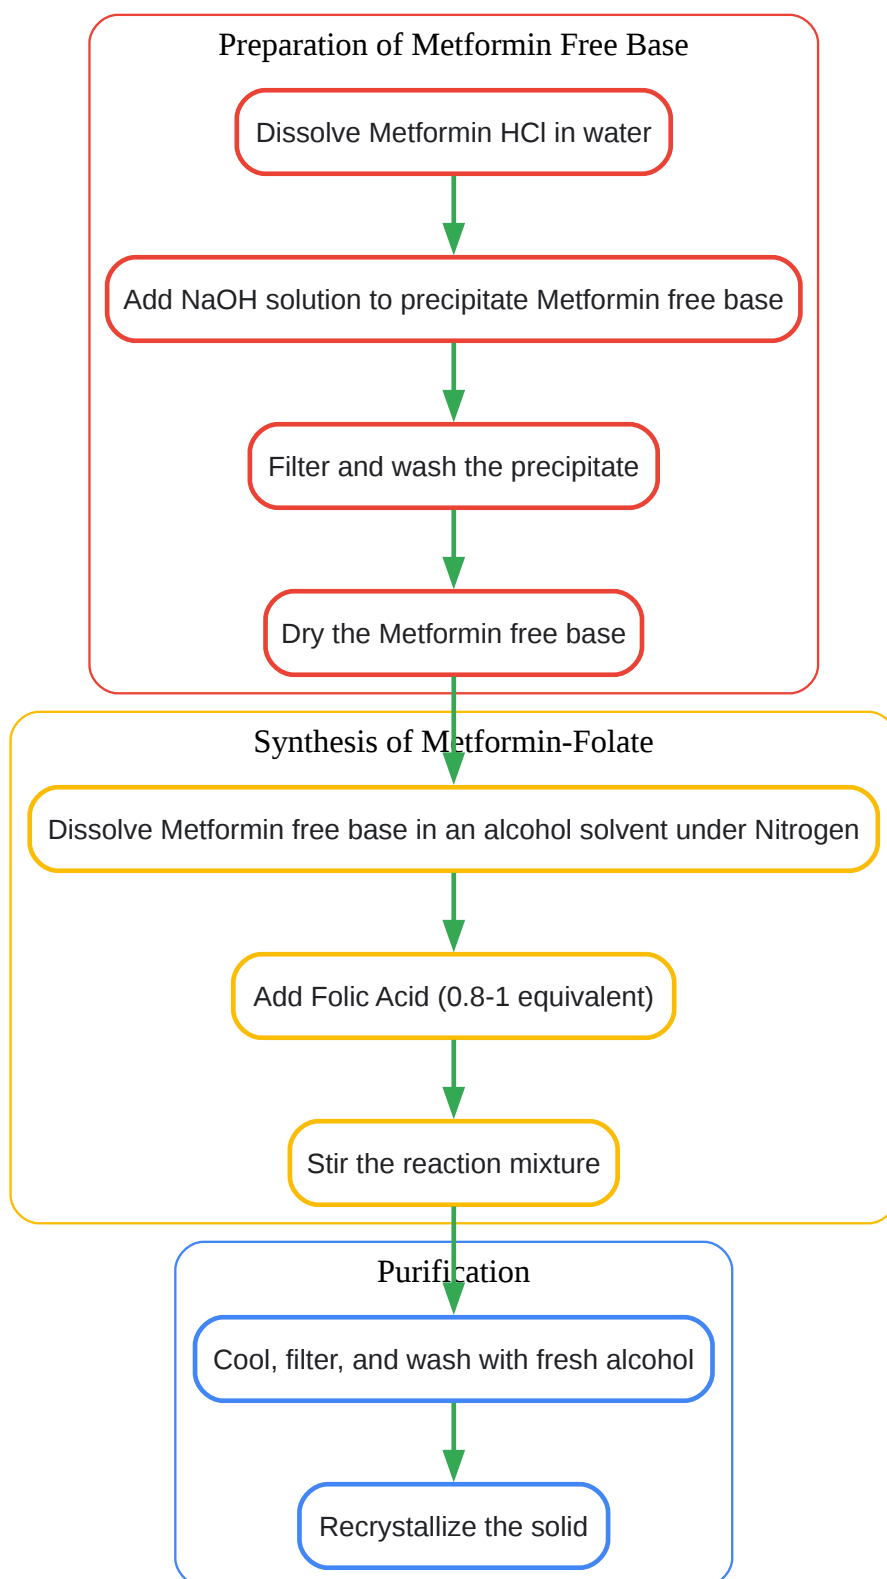 Preparation of Metformin Free Base
Dissolve Metformin HCl in water
Add NaOH solution to precipitate Metformin free base
Filter and wash the precipitate
Dry the Metformin free base
Synthesis of Metformin-Folate
Dissolve Metformin free base in an alcohol solvent under Nitrogen
Add Folic Acid (0.8-1 equivalent)
Stir the reaction mixture
Purification
Cool, filter, and wash with fresh alcohol
Recrystallize the solid